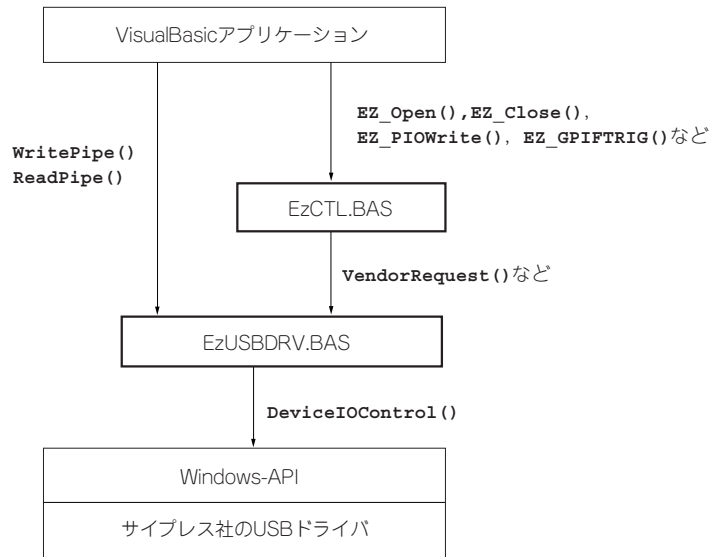 VisualBasicアプリケーション
EZ_Open(),EZ_Close(),
EZ_PIOWrite(), EZ_GPIFTRIG()など
WritePipe()
ReadPipe()
EzCTL.BAS
VendorRequest()など
EzUSBDRV.BAS
DeviceIOControl()
Windows-API
サイプレス社のUSBドライバ